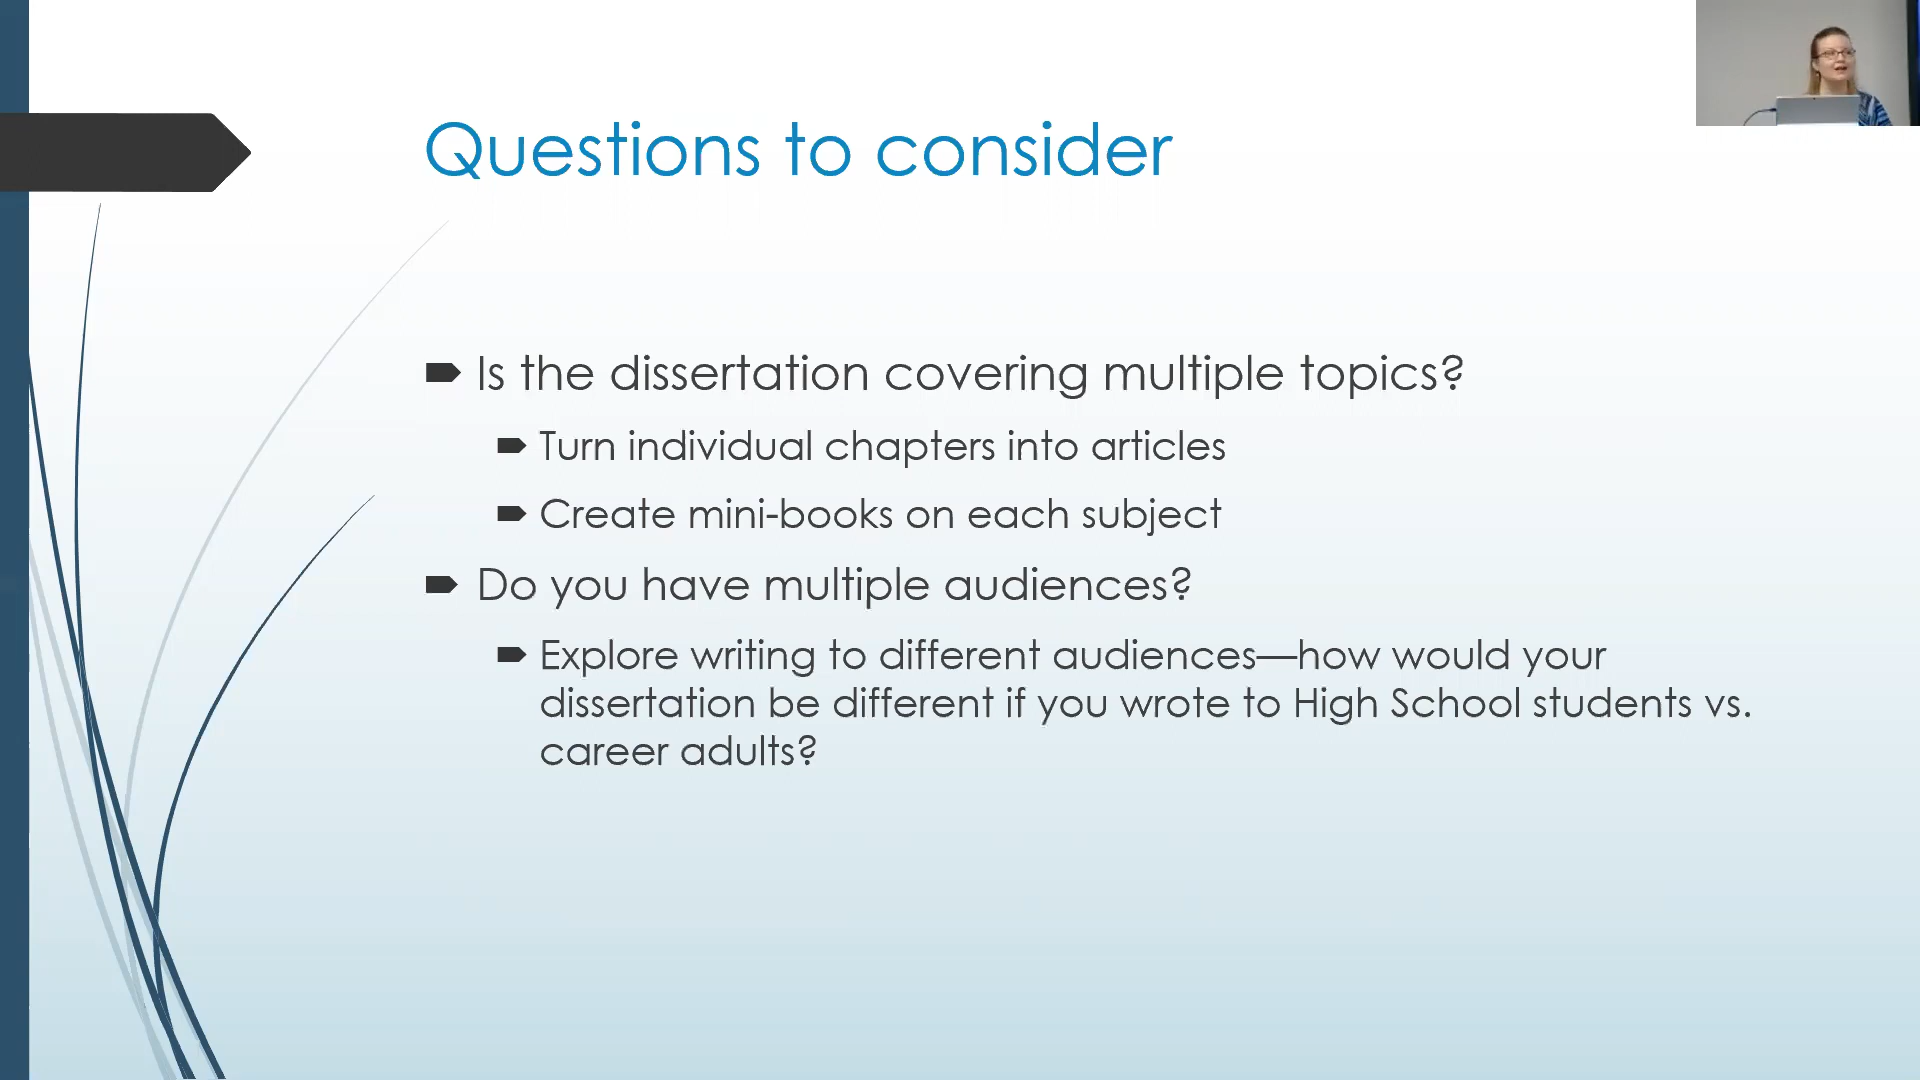 Questions to consider
Is the dissertation covering multiple topics?
Turn individual chapters into articles
Create mini-books on each subject
Do you have multiple audiences?
Explore writing to different audiences—how would your
dissertation be different if you wrote to High School students vs.
career adults?